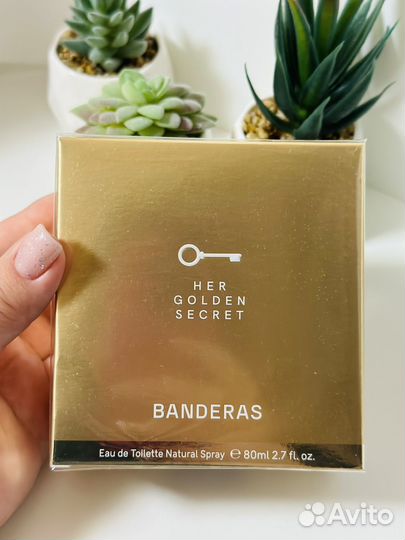 HER
GOLDEN
SECRET
BANDERAS
Eau de Toilette Natural Spray ℮ 80ml 2.7 fl. oz.
Avito